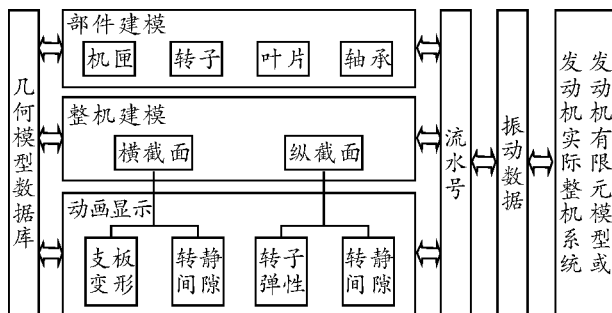 几何模型数据库
部件建模
机匣 转子 叶片 轴承
整机建模
横截面 纵截面
动画显示
支板 转静 转子 转静
变形 间隙 弹性 间隙
流水号
振动数据
发动机有限元模型或
发动机实际整机系统